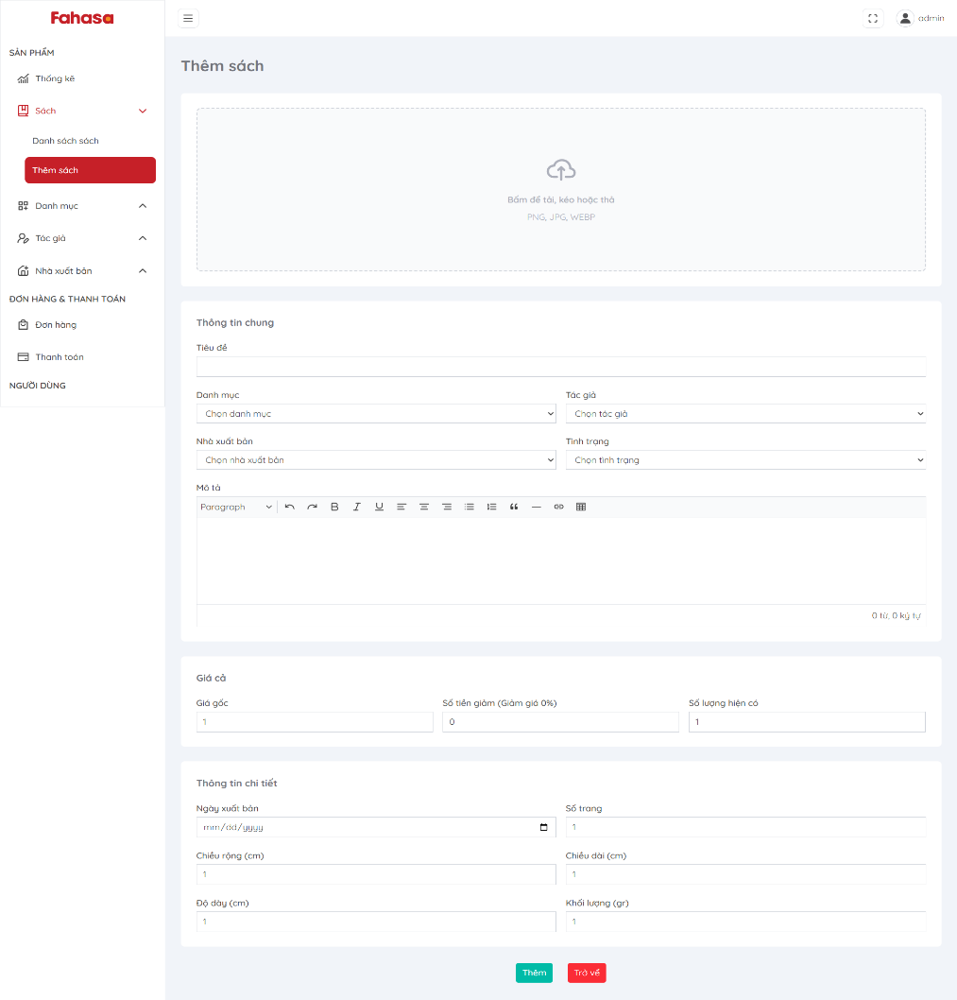 Fahasa
admin
SẢN PHẨM
Thống kê
Sách
Danh sách sách
Thêm sách
Danh mục
Tác giả
Nhà xuất bản
ĐƠN HÀNG & THANH TOÁN
Đơn hàng
Thanh toán
NGƯỜI DÙNG
Thêm sách
Bấm để tải, kéo hoặc thả
PNG, JPG, WEBP
Thông tin chung
Tiêu đề
Danh mục Tác giả
Chọn danh mục Chọn tác giả
Nhà xuất bản Tình trạng
Chọn nhà xuất bản Chọn tình trạng
Mô tả
Paragraph
0 từ, 0 ký tự
Giá cả
Giá gốc Số tiền giảm (Giảm giá 0%) Số lượng hiện có
1 0 1
Thông tin chi tiết
Ngày xuất bản Số trang
mm/dd/yyyy 1
Chiều rộng (cm) Chiều dài (cm)
1 1
Độ dày (cm) Khối lượng (gr)
1 1
Thêm Trở về